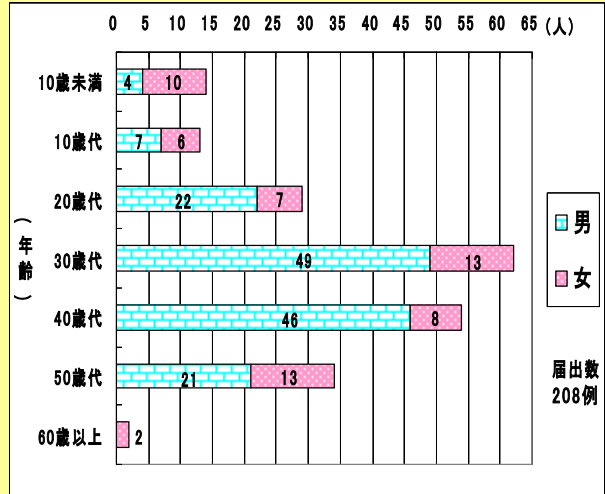 0 5 10 15 20 25 30 35 40 45 50 55 60 65 (人)
10歳未満 4 10
10歳代 7 6
20歳代 22 7
30歳代 49 13
40歳代 46 8
50歳代 21 13
60歳以上 2
(年齢)
男
女
届出数
208例